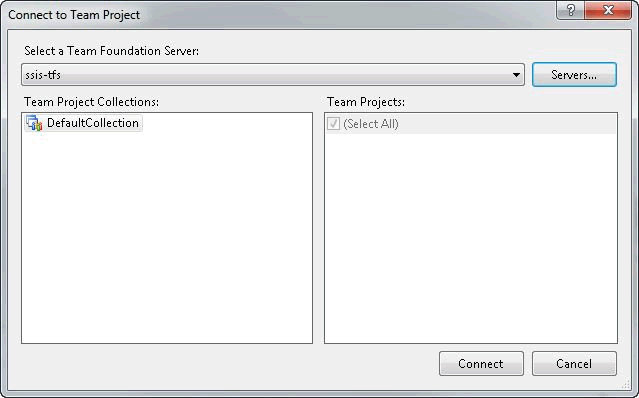 Connect to Team Project
Select a Team Foundation Server:
ssis-tfs
Servers...
Team Project Collections:
Team Projects:
DefaultCollection
(Select All)
Connect
Cancel